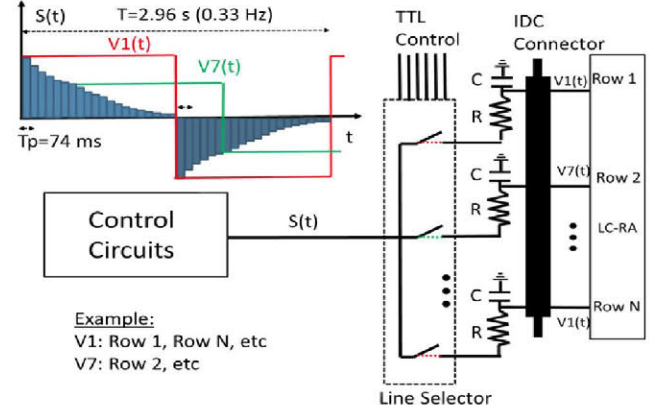 S(t)
T=2.96 s (0.33 Hz)
V1(t)
V7(t)
t
Tp=74 ms
TTL
Control
IDC
Connector
C
R
V1(t)
Row 1
C
R
V7(t)
Row 2
LC-RA
C
R
V1(t)
Row N
Control
Circuits
S(t)
Example:
V1: Row 1, Row N, etc
V7: Row 2, etc
Line Selector